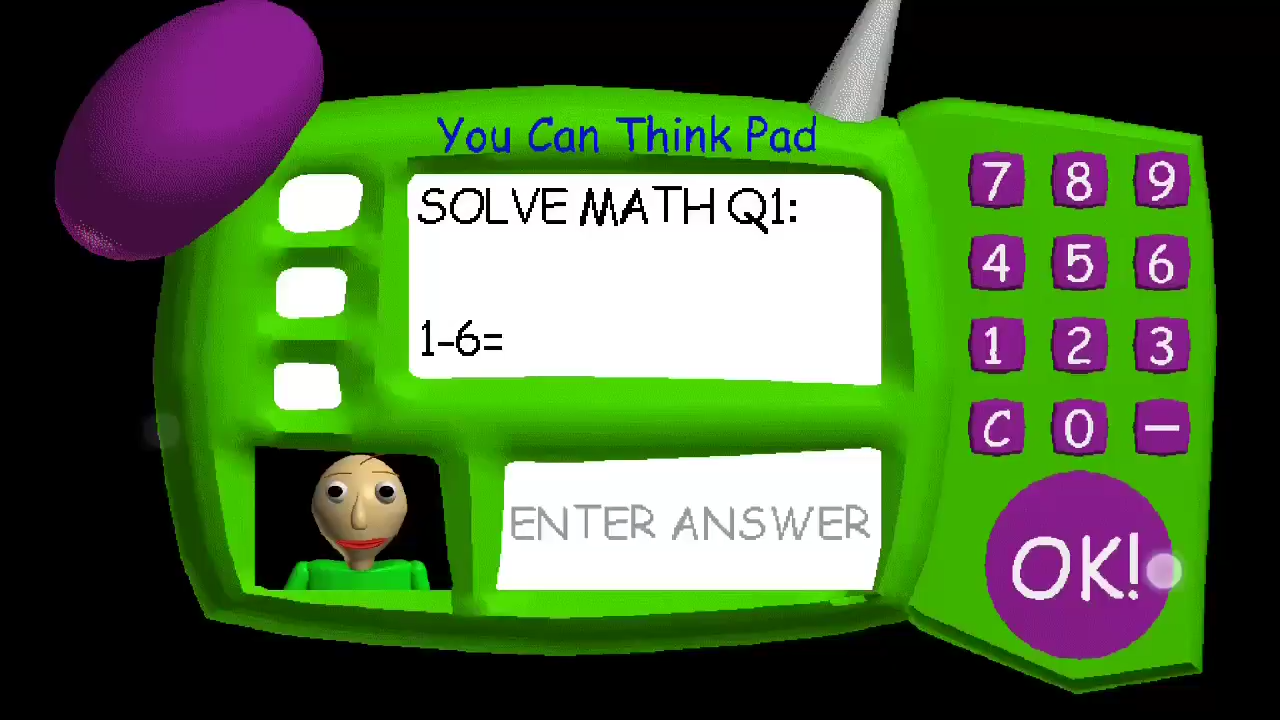 You Can Think Pad
SOLVE MATH Q1:
1-6=
7 8 9
4 5 6
1 2 3
C 0 -
ENTER ANSWER
OK!